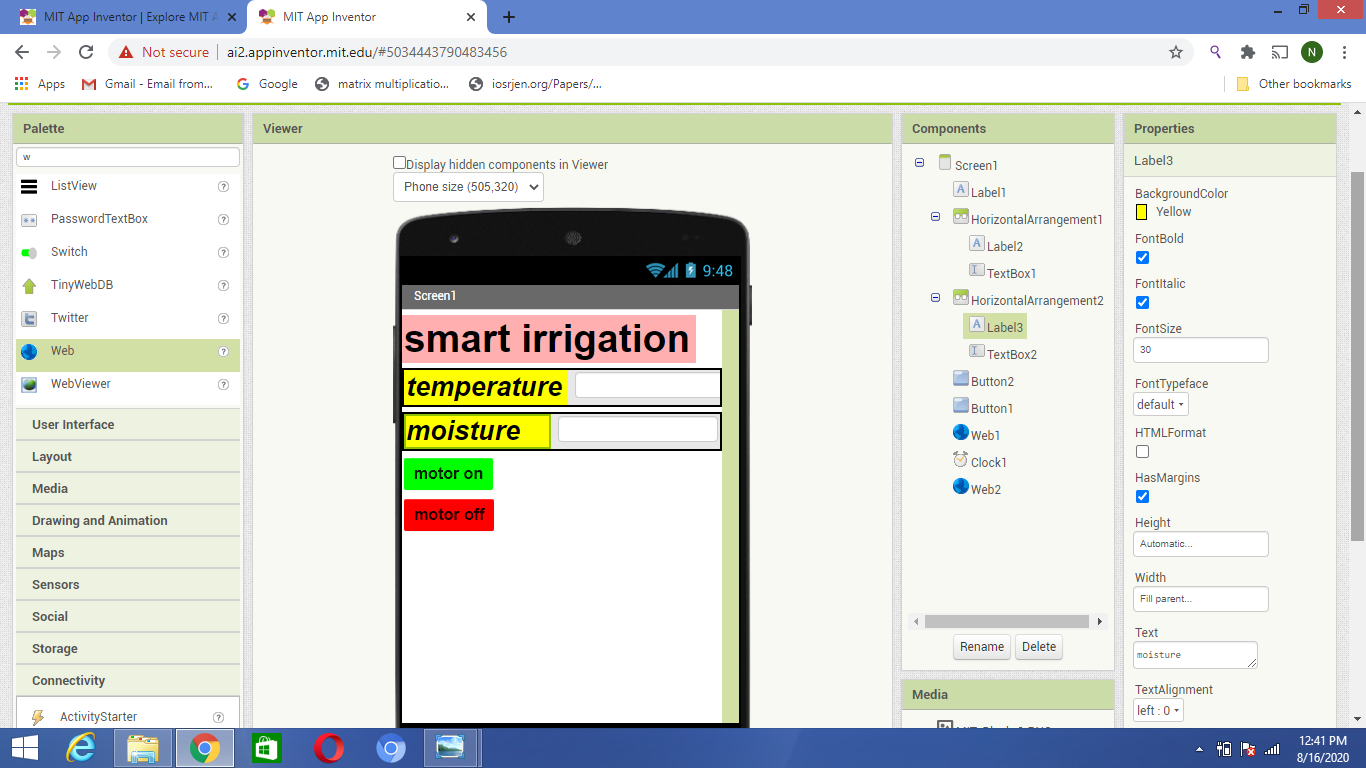 MIT App Inventor | Explore MIT A
MIT App Inventor
Not secure | ai2.appinventor.mit.edu/#5034443790483456
N
Apps
Gmail - Email from...
Google
matrix multiplicatio...
iosrjen.org/Papers/...
Other bookmarks
Palette
w
ListView
PasswordTextBox
Switch
TinyWebDB
Twitter
Web
WebViewer
User Interface
Layout
Media
Drawing and Animation
Maps
Sensors
Social
Storage
Connectivity
ActivityStarter
Viewer
Display hidden components in Viewer
Phone size (505,320)
9:48
Screen1
smart irrigation
temperature
moisture
motor on
motor off
Components
Screen1
Label1
HorizontalArrangement1
Label2
TextBox1
HorizontalArrangement2
Label3
TextBox2
Button2
Button1
Web1
Clock1
Web2
Rename Delete
Media
Properties
Label3
BackgroundColor
Yellow
FontBold
FontItalic
FontSize
30
FontTypeface
default
HTMLFormat
HasMargins
Height
Automatic...
Width
Fill parent...
Text
moisture
TextAlignment
left : 0
12:41 PM
8/16/2020